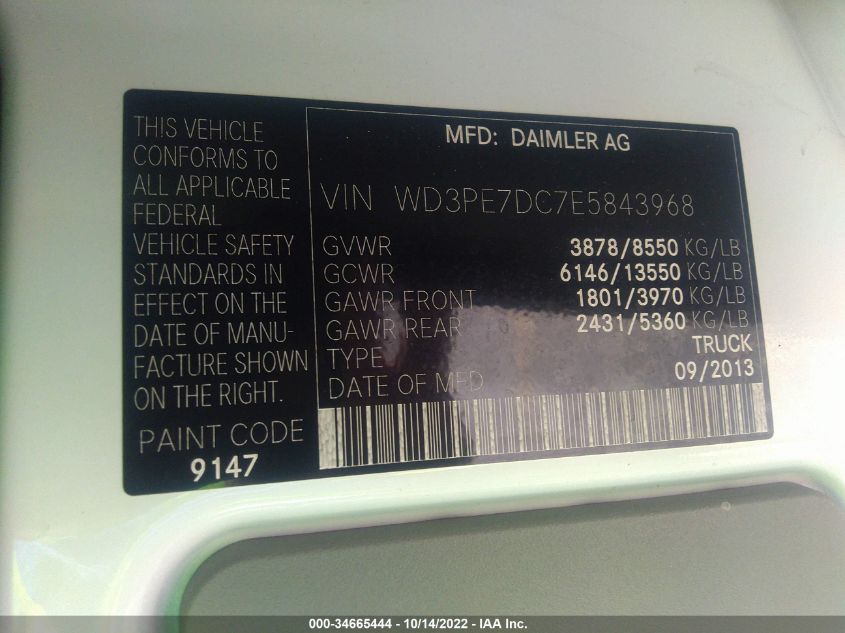 THIS VEHICLE
CONFORMS TO
ALL APPLICABLE
FEDERAL
VEHICLE SAFETY
STANDARDS IN
EFFECT ON THE
DATE OF MANU-
FACTURE SHOWN
ON THE RIGHT.
PAINT CODE
9147
MFD: DAIMLER AG
VIN WD3PE7DC7E5843968
GVWR 3878/8550 KG/LB
GCWR 6146/13550 KG/LB
GAWR FRONT 1801/3970 KG/LB
GAWR REAR 2431/5360 KG/LB
TYPE TRUCK
DATE OF MFD 09/2013
000-34665444 - 10/14/2022 - IAA Inc.